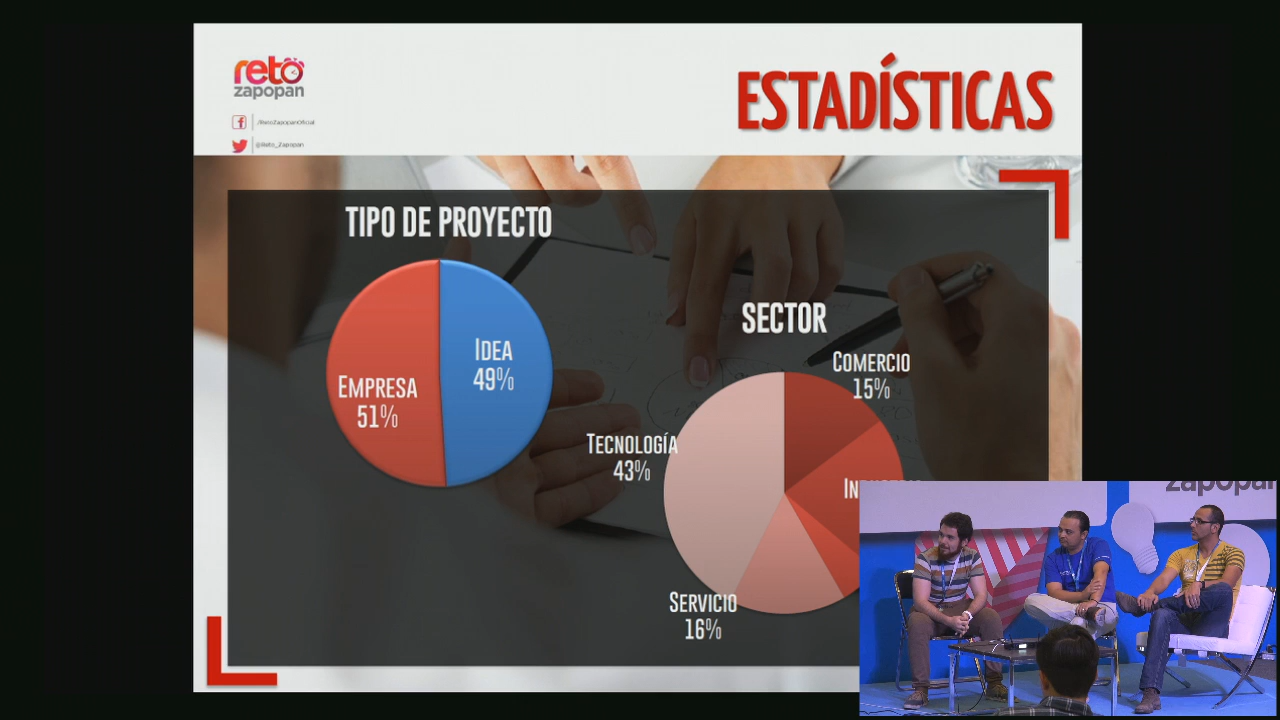 reto
zapopan
/RetoZapopanOficial
@Reto_Zapopan
ESTADÍSTICAS
TIPO DE PROYECTO
IDEA
49%
EMPRESA
51%
SECTOR
COMERCIO
15%
TECNOLOGÍA
43%
SERVICIO
16%
zapopan